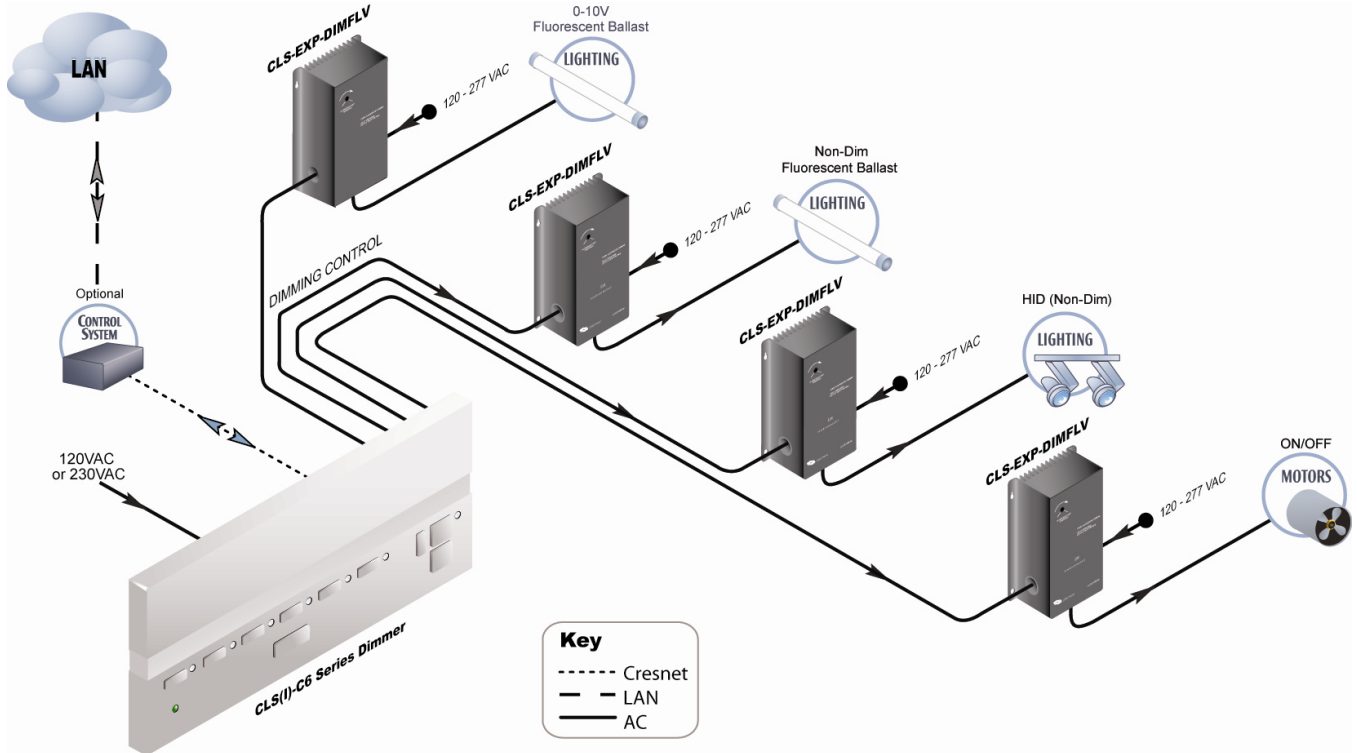 LAN
Optional
CONTROL
SYSTEM
120VAC
or 230VAC
CLS(I)-C6 Series Dimmer
DIMMING CONTROL
CLS-EXP-DIMFLV
120 - 277 VAC
0-10V
Fluorescent Ballast
LIGHTING
CLS-EXP-DIMFLV
120 - 277 VAC
Non-Dim
Fluorescent Ballast
LIGHTING
CLS-EXP-DIMFLV
120 - 277 VAC
HID (Non-Dim)
LIGHTING
CLS-EXP-DIMFLV
120 - 277 VAC
ON/OFF
MOTORS
Key
Cresnet
LAN
AC